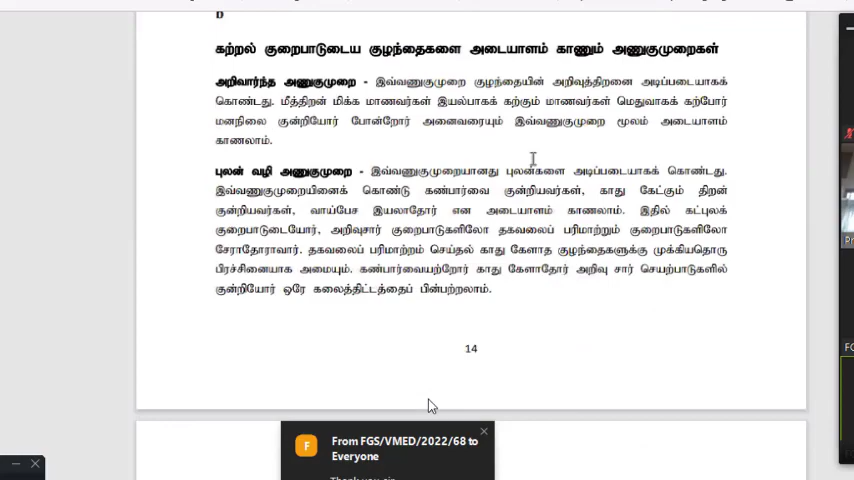 b
கற்றல் குறைபாடுடைய குழந்தைகளை அடையாளம் காணும் அணுகுமுறைகள்
அறிவார்ந்த அணுகுமுறை - இவ்வணுகுமுறை குழந்தையின் அறிவுத்திறனை அடிப்படையாகக்
கொண்டது. மீத்திறன் மிக்க மாணவர்கள் இயல்பாகக் கற்கும் மாணவர்கள் மெதுவாகக் கற்போர்
மனநிலை குன்றியோர் போன்றோர் அனைவரையும் இவ்வணுகுமுறை மூலம் அடையாளம்
காணலாம்.
புலன் வழி அணுகுமுறை - இவ்வணுகுமுறையானது புலன்களை அடிப்படையாகக் கொண்டது.
இவ்வணுகுமுறையினைக் கொண்டு கண்பார்வை குன்றியவர்கள், காது கேட்கும் திறன்
குன்றியவர்கள், வாய்பேச இயலாதோர் என அடையாளம் காணலாம். இதில் கட்புலக்
குறைபாடுடையோர், அறிவுசார் குறைபாடுகளிலோ தகவலைப் பரிமாற்றும் குறைபாடுகளிலோ
சேராதோராவார். தகவலைப் பரிமாற்றம் செய்தல் காது கேளாத குழந்தைகளுக்கு முக்கியதொரு
பிரச்சினையாக அமையும். கண்பார்வையற்றோர் காது கேளாதோர் அறிவு சார் செயற்பாடுகளில்
குன்றியோர் ஒரே கலைத்திட்டத்தைப் பின்பற்றலாம்.
14
F
From FGS/VMED/2022/68 to
Everyone
Thank you sir